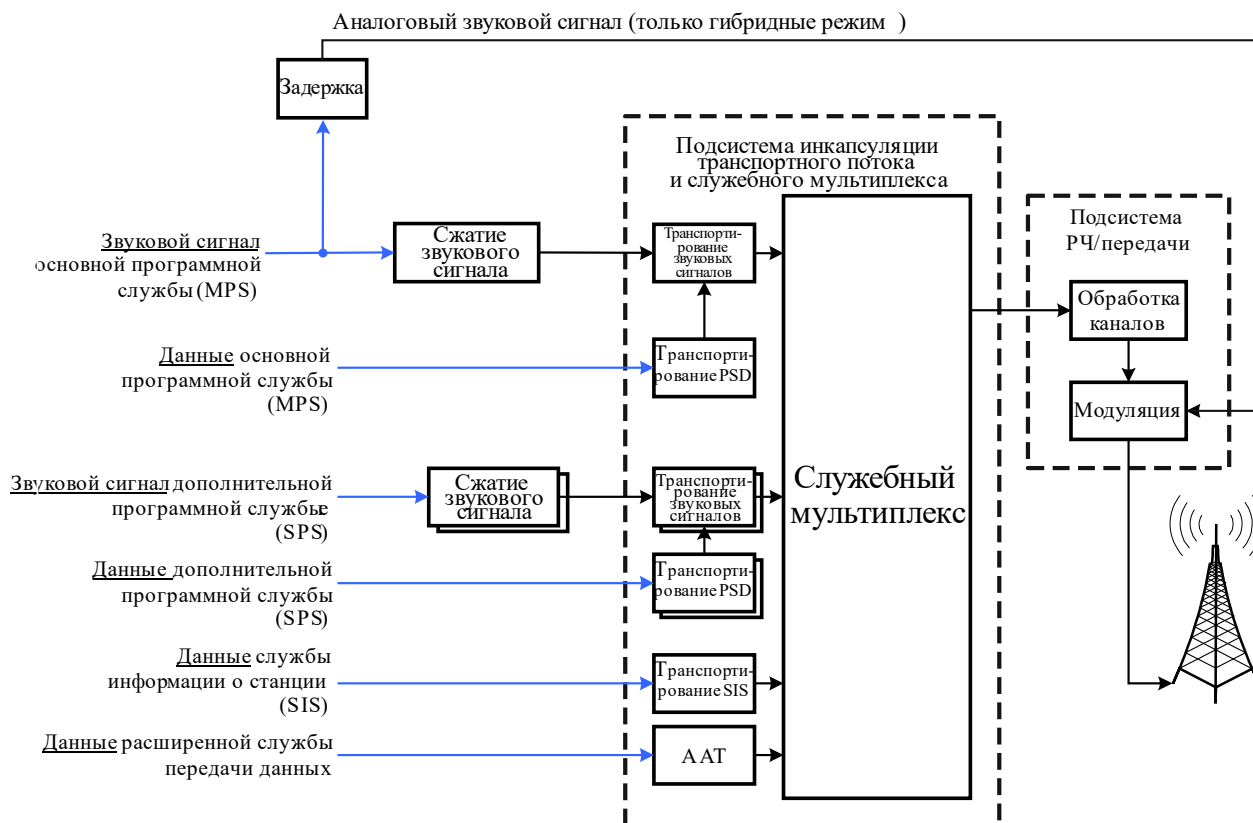 Аналоговый звуковой сигнал (только гибридные режим )
Задержка
Подсистема инкапсуляции
транспортного потока
и служебного мультиплекса
Подсистема
РЧ/передачи
Звуковой сигнал
основной программной
службы (MPS)
Сжатие
звукового
сигнала
Транспорти-
рование
звуковых
сигналов
Обработка
каналов
Данные основной
программной службы
(MPS)
Транспорти-
рование PSD
Модуляция
Звуковой сигнал дополнительной
программной службе
(SPS)
Сжатие
звукового
сигнала
Транспорти-
рование
звуковых
сигналов
Служебный
мультиплекс
Данные дополнительной
программной службы
(SPS)
Транспорти-
рование PSD
Данные службы
информации о станции
(SIS)
Транспорти-
рование SIS
Данные расширенной службы
передачи данных
ААТ